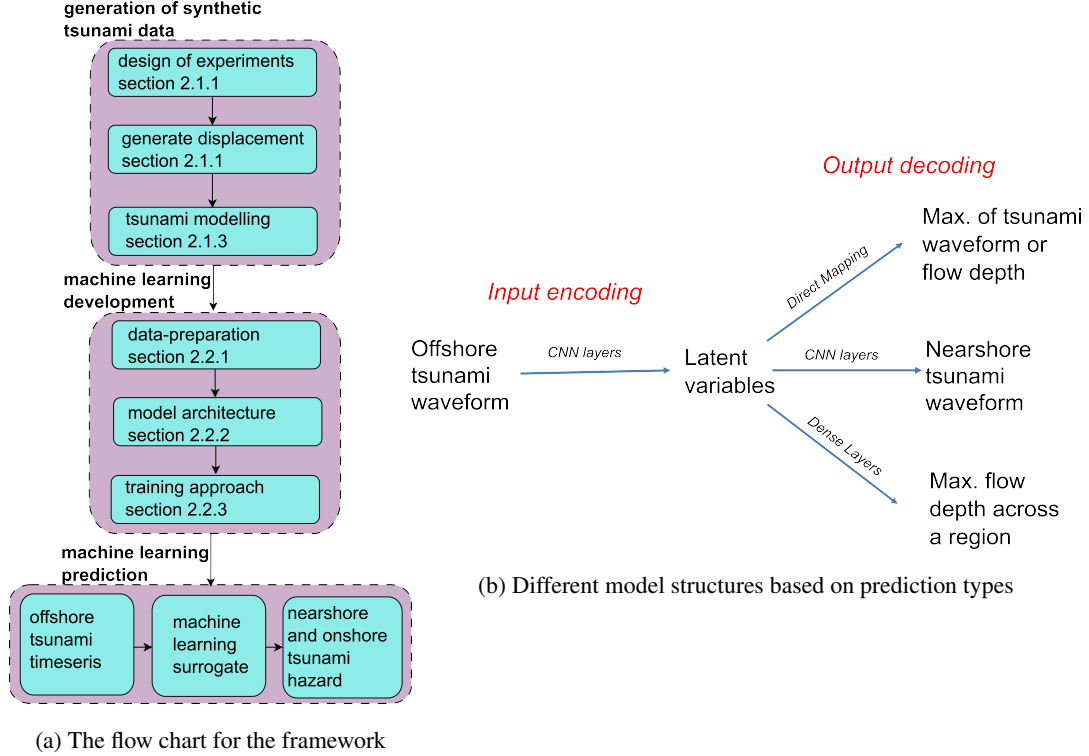 generation of synthetic
tsunami data
design of experiments
section 2.1.1
generate displacement
section 2.1.1
tsunami modelling
section 2.1.3
machine learning
development
data-preparation
section 2.2.1
model architecture
section 2.2.2
training approach
section 2.2.3
machine learning
prediction
offshore
tsunami
timeseris
machine
learning
surrogate
nearshore
and onshore
tsunami
hazard
(a) The flow chart for the framework
Input encoding
Output decoding
Offshore
tsunami
waveform
CNN layers
Latent
variables
Direct Mapping
CNN layers
Dense Layers
Max. of tsunami
waveform or
flow depth
Nearshore
tsunami
waveform
Max. flow
depth across
a region
(b) Different model structures based on prediction types